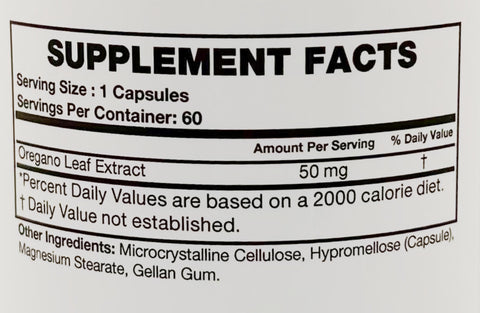 SUPPLEMENT FACTS
Serving Size : 1 Capsules
Servings Per Container: 60
Amount Per Serving % Daily Value
Oregano Leaf Extract 50 mg †
*Percent Daily Values are based on a 2000 calorie diet.
† Daily Value not established.
Other Ingredients: Microcrystalline Cellulose, Hypromellose (Capsule),
Magnesium Stearate, Gellan Gum.